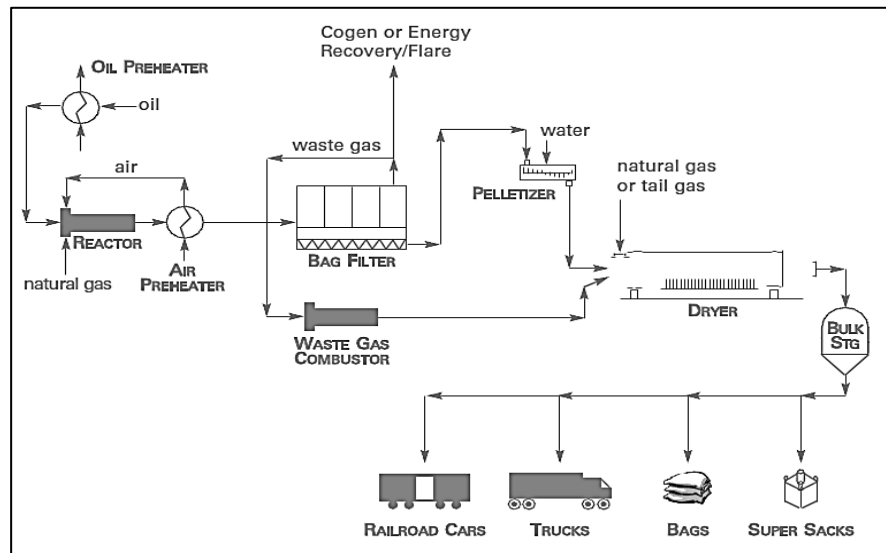 Cogen or Energy
Recovery/Flare
OIL PREHEATER
oil
waste gas
water
air
natural gas
or tail gas
PELLETIZER
REACTOR
BAG FILTER
natural gas
AIR
PREHEATER
DRYER
WASTE GAS
COMBUSTOR
BULK
STG
RAILROAD CARS
TRUCKS
BAGS
SUPER SACKS